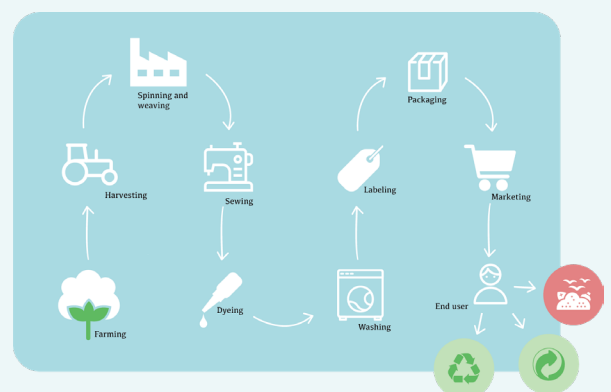 Spinning and
weaving
Packaging
Harvesting
Sewing
Labeling
Marketing
Farming
Dyeing
Washing
End user